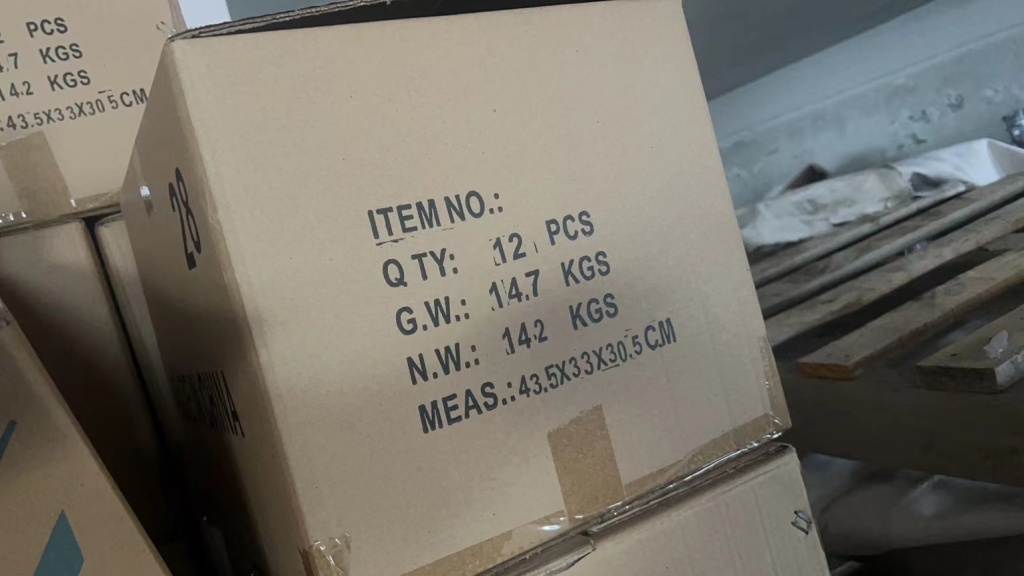 PCS
KGS
14.2 KGS
43.5X33X30.5CM
28
ITEM NO.:
QTY: 12 PCS
G.W.: 14.7 KGS
N.W.: 14.2 KGS
MEAS.: 43.5X33X30.5CM